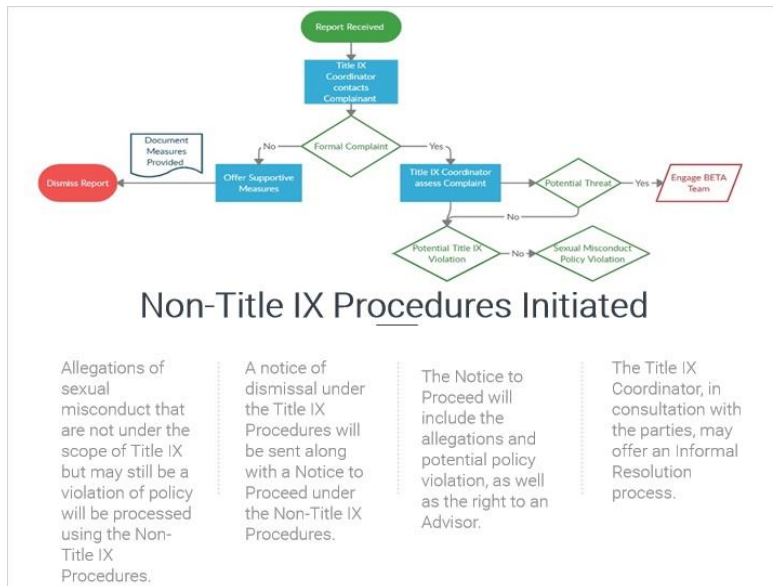 Report Received
Title IX
Coordinator
contacts
Complainant
Document
Measures
Provided
No
Formal Complaint
Yes
Dismiss Report
Offer Supportive
Measures
Title IX Coordinator
assess Complaint
Potential Threat
Yes
Engage BETA
Team
No
Potential Title IX
Violation
No
Sexual Misconduct
Policy Violation
Non-Title IX Procedures Initiated
Allegations of
sexual
misconduct that
are not under the
scope of Title IX
but may still be a
violation of policy
will be processed
using the Non-
Title IX
Procedures.
A notice of
dismissal under
the Title IX
Procedures will
be sent along
with a Notice to
Proceed under
the Non-Title IX
Procedures.
The Notice to
Proceed will
include the
allegations and
potential policy
violation, as well
as the right to an
Advisor.
The Title IX
Coordinator, in
consultation with
the parties, may
offer an Informal
Resolution
process.